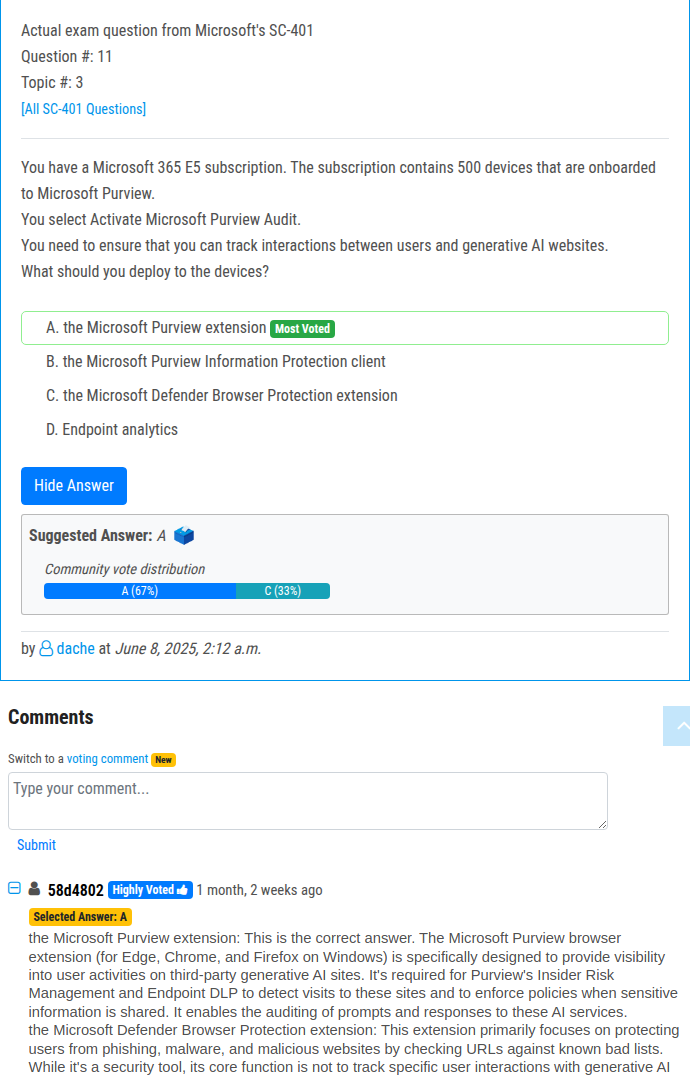 Actual exam question from Microsoft's SC-401
Question #: 11
Topic #: 3
[All SC-401 Questions]
You have a Microsoft 365 E5 subscription. The subscription contains 500 devices that are onboarded
to Microsoft Purview.
You select Activate Microsoft Purview Audit.
You need to ensure that you can track interactions between users and generative AI websites.
What should you deploy to the devices?
A. the Microsoft Purview extension Most Voted
B. the Microsoft Purview Information Protection client
C. the Microsoft Defender Browser Protection extension
D. Endpoint analytics
Hide Answer
Suggested Answer: A
Community vote distribution
A (67%) C (33%)
by dache at June 8, 2025, 2:12 a.m.
Comments
Switch to a voting comment New
Type your comment...
Submit
58d4802 Highly Voted 1 month, 2 weeks ago
Selected Answer: A
the Microsoft Purview extension: This is the correct answer. The Microsoft Purview browser
extension (for Edge, Chrome, and Firefox on Windows) is specifically designed to provide visibility
into user activities on third-party generative AI sites. It's required for Purview's Insider Risk
Management and Endpoint DLP to detect visits to these sites and to enforce policies when sensitive
information is shared. It enables the auditing of prompts and responses to these AI services.
the Microsoft Defender Browser Protection extension: This extension primarily focuses on protecting
users from phishing, malware, and malicious websites by checking URLs against known bad lists.
While it's a security tool, its core function is not to track specific user interactions with generative AI